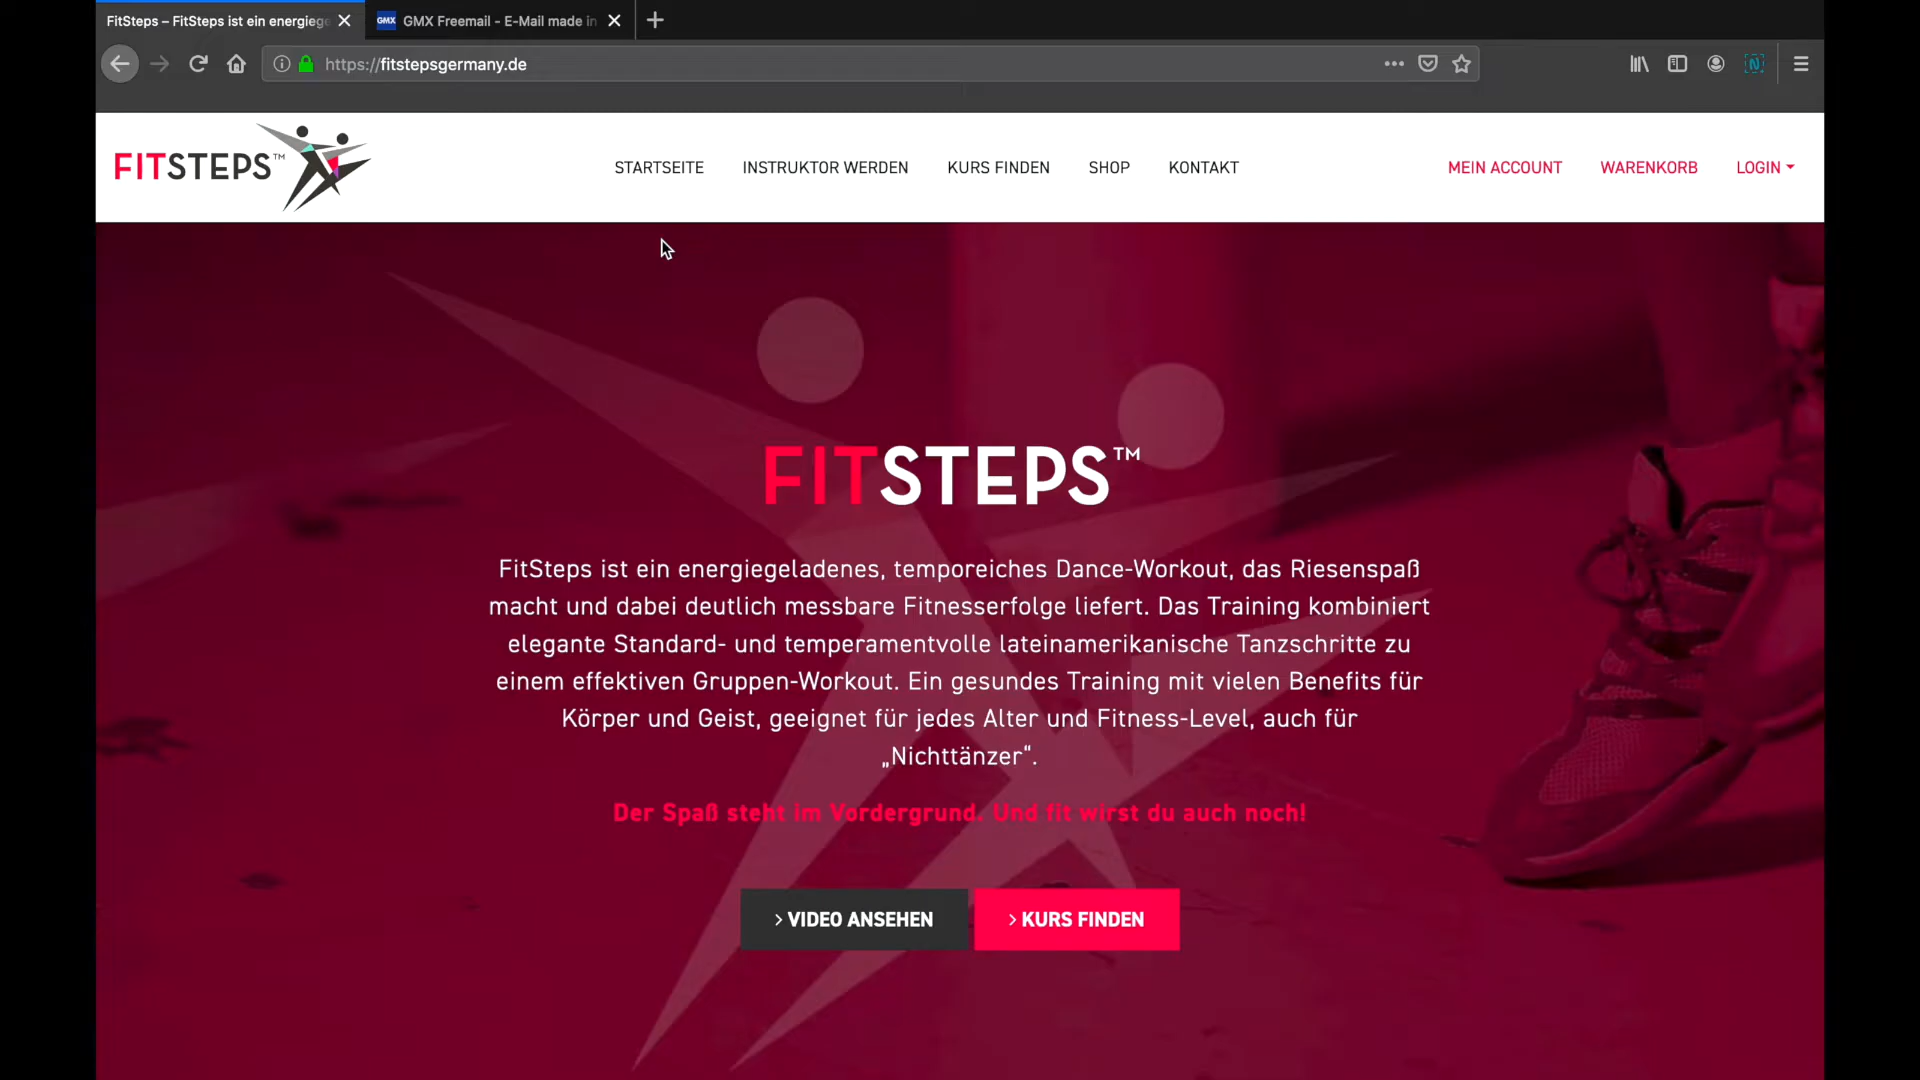 FitSteps – FitSteps ist ein energiege
GMX
GMX Freemail - E-Mail made in
https://fitstepsgermany.de
FITSTEPS™
STARTSEITE
INSTRUKTOR WERDEN
KURS FINDEN
SHOP
KONTAKT
MEIN ACCOUNT
WARENKORB
LOGIN
FITSTEPS™
FitSteps ist ein energiegeladenes, temporeiches Dance-Workout, das Riesenspaß
macht und dabei deutlich messbare Fitnesserfolge liefert. Das Training kombiniert
elegante Standard- und temperamentvolle lateinamerikanische Tanzschritte zu
einem effektiven Gruppen-Workout. Ein gesundes Training mit vielen Benefits für
Körper und Geist, geeignet für jedes Alter und Fitness-Level, auch für
„Nichttänzer“.
Der Spaß steht im Vordergrund. Und fit wirst du auch noch!
> VIDEO ANSEHEN
> KURS FINDEN